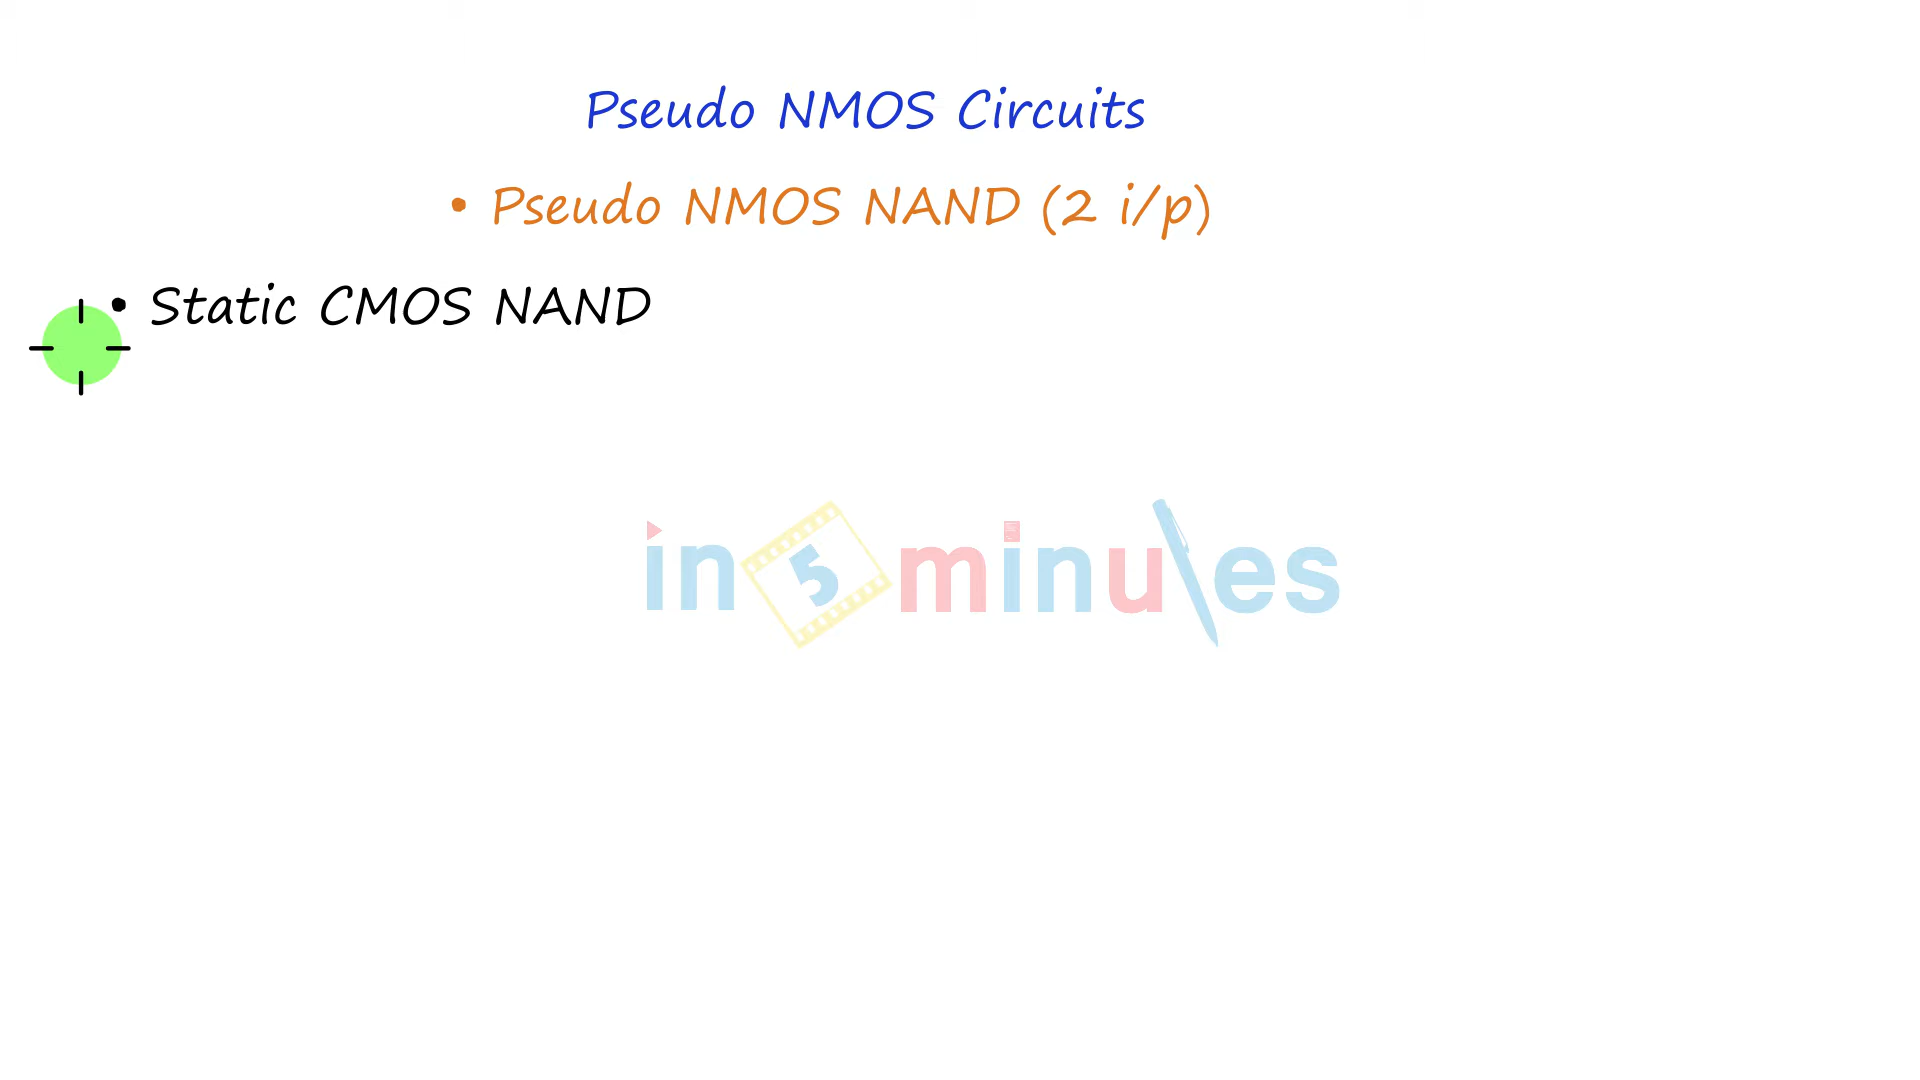 Pseudo NMOS Circuits
• Pseudo NMOS NAND (2 i/p)
• Static CMOS NAND
in 5 minutes